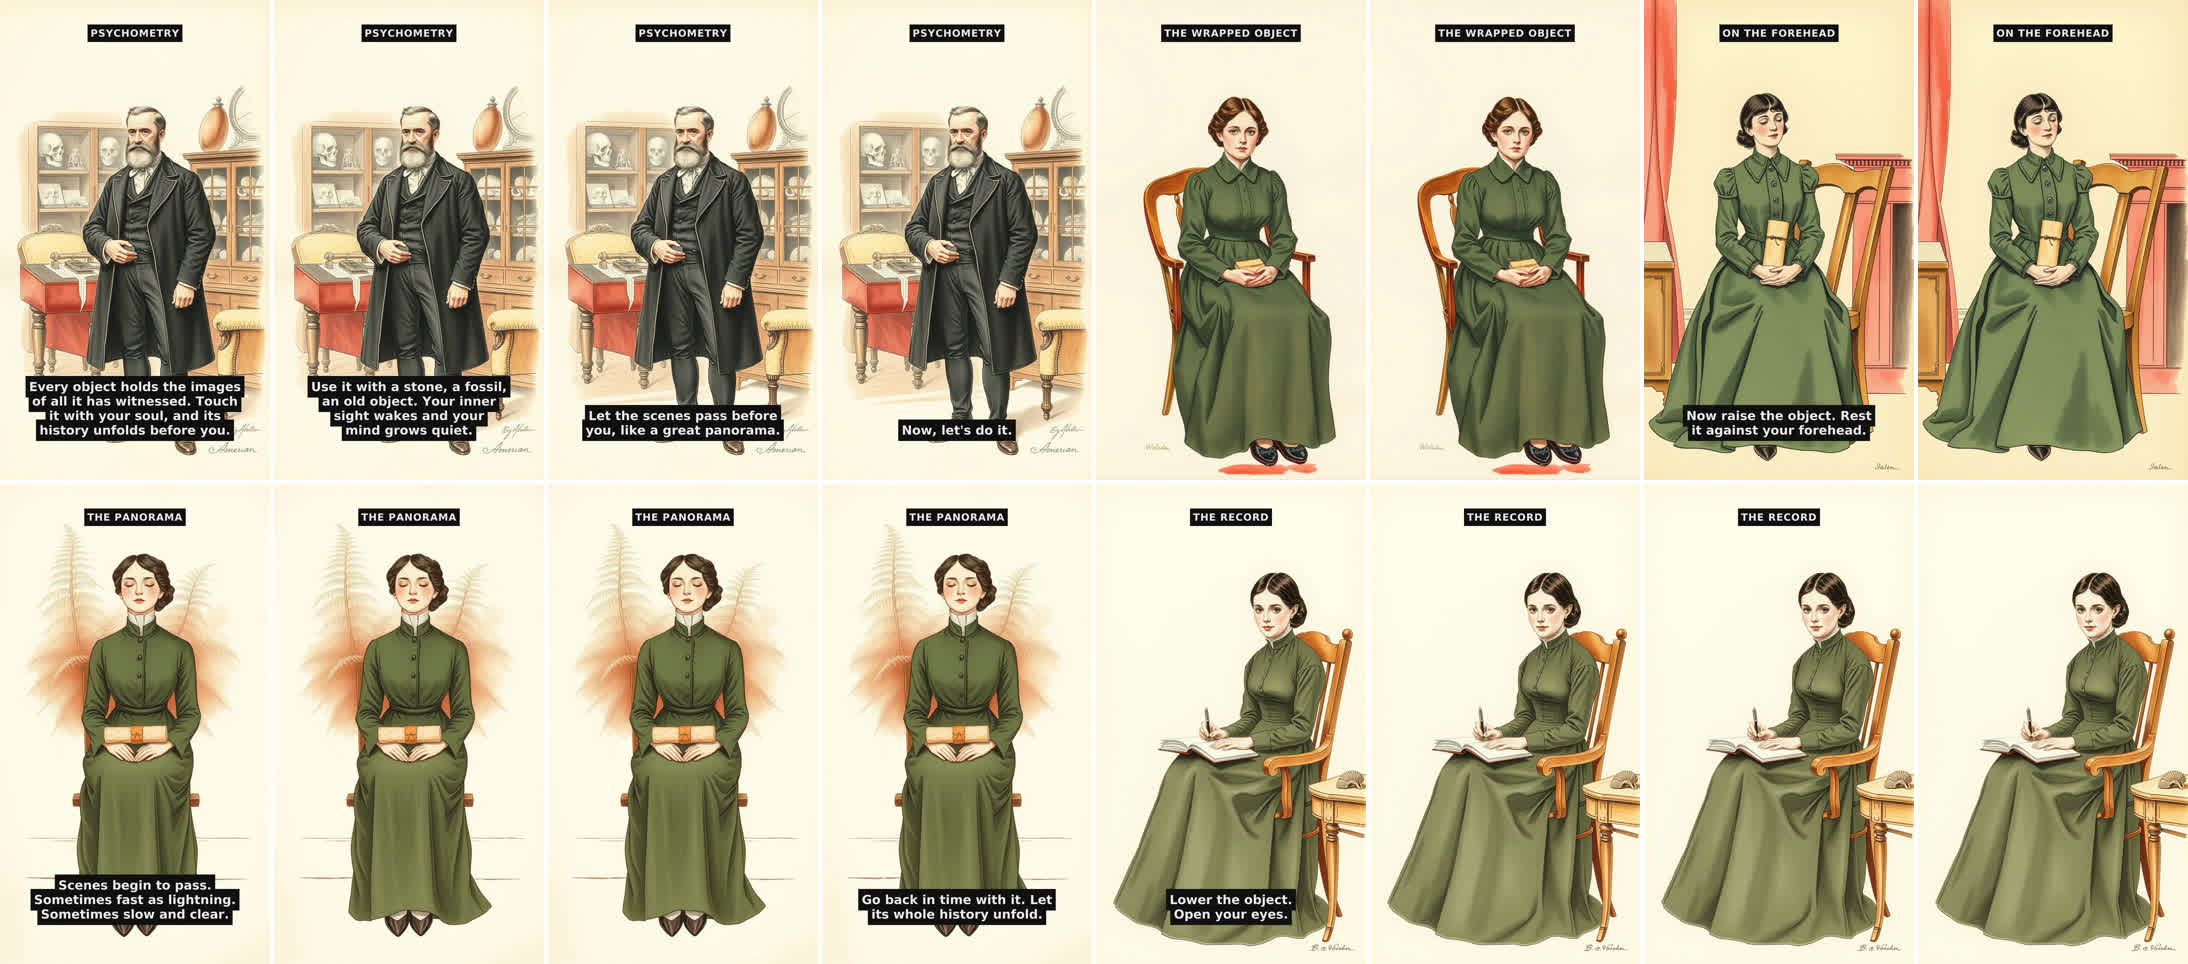 PSYCHOMETRY
Every object holds the images
of all it has witnessed. Touch
it with your soul, and its
history unfolds before you.
PSYCHOMETRY
Use it with a stone, a fossil,
an old object. Your inner
sight wakes and your
mind grows quiet.
PSYCHOMETRY
Let the scenes pass before
you, like a great panorama.
PSYCHOMETRY
Now, let's do it.
THE WRAPPED OBJECT
THE WRAPPED OBJECT
ON THE FOREHEAD
Now raise the object. Rest
it against your forehead.
ON THE FOREHEAD
THE PANORAMA
Scenes begin to pass.
Sometimes fast as lightning.
Sometimes slow and clear.
THE PANORAMA
THE PANORAMA
THE PANORAMA
Go back in time with it. Let
its whole history unfold.
THE RECORD
Lower the object.
Open your eyes.
THE RECORD
THE RECORD